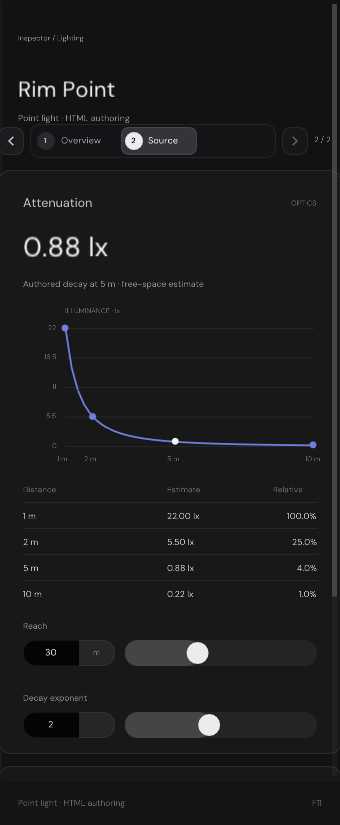 Inspector / Lighting
Rim Point
Point light · HTML authoring
1 Overview 2 Source 2 / 2
Attenuation OPTICS
0.88 lx
Authored decay at 5 m · free-space estimate
ILLUMINANCE · lx
22
16.5
11
5.5
0
1 m 2 m 5 m 10 m
Distance Estimate Relative
1 m 22.00 lx 100.0%
2 m 5.50 lx 25.0%
5 m 0.88 lx 4.0%
10 m 0.22 lx 1.0%
Reach
30 m
Decay exponent
2
Point light · HTML authoring F11